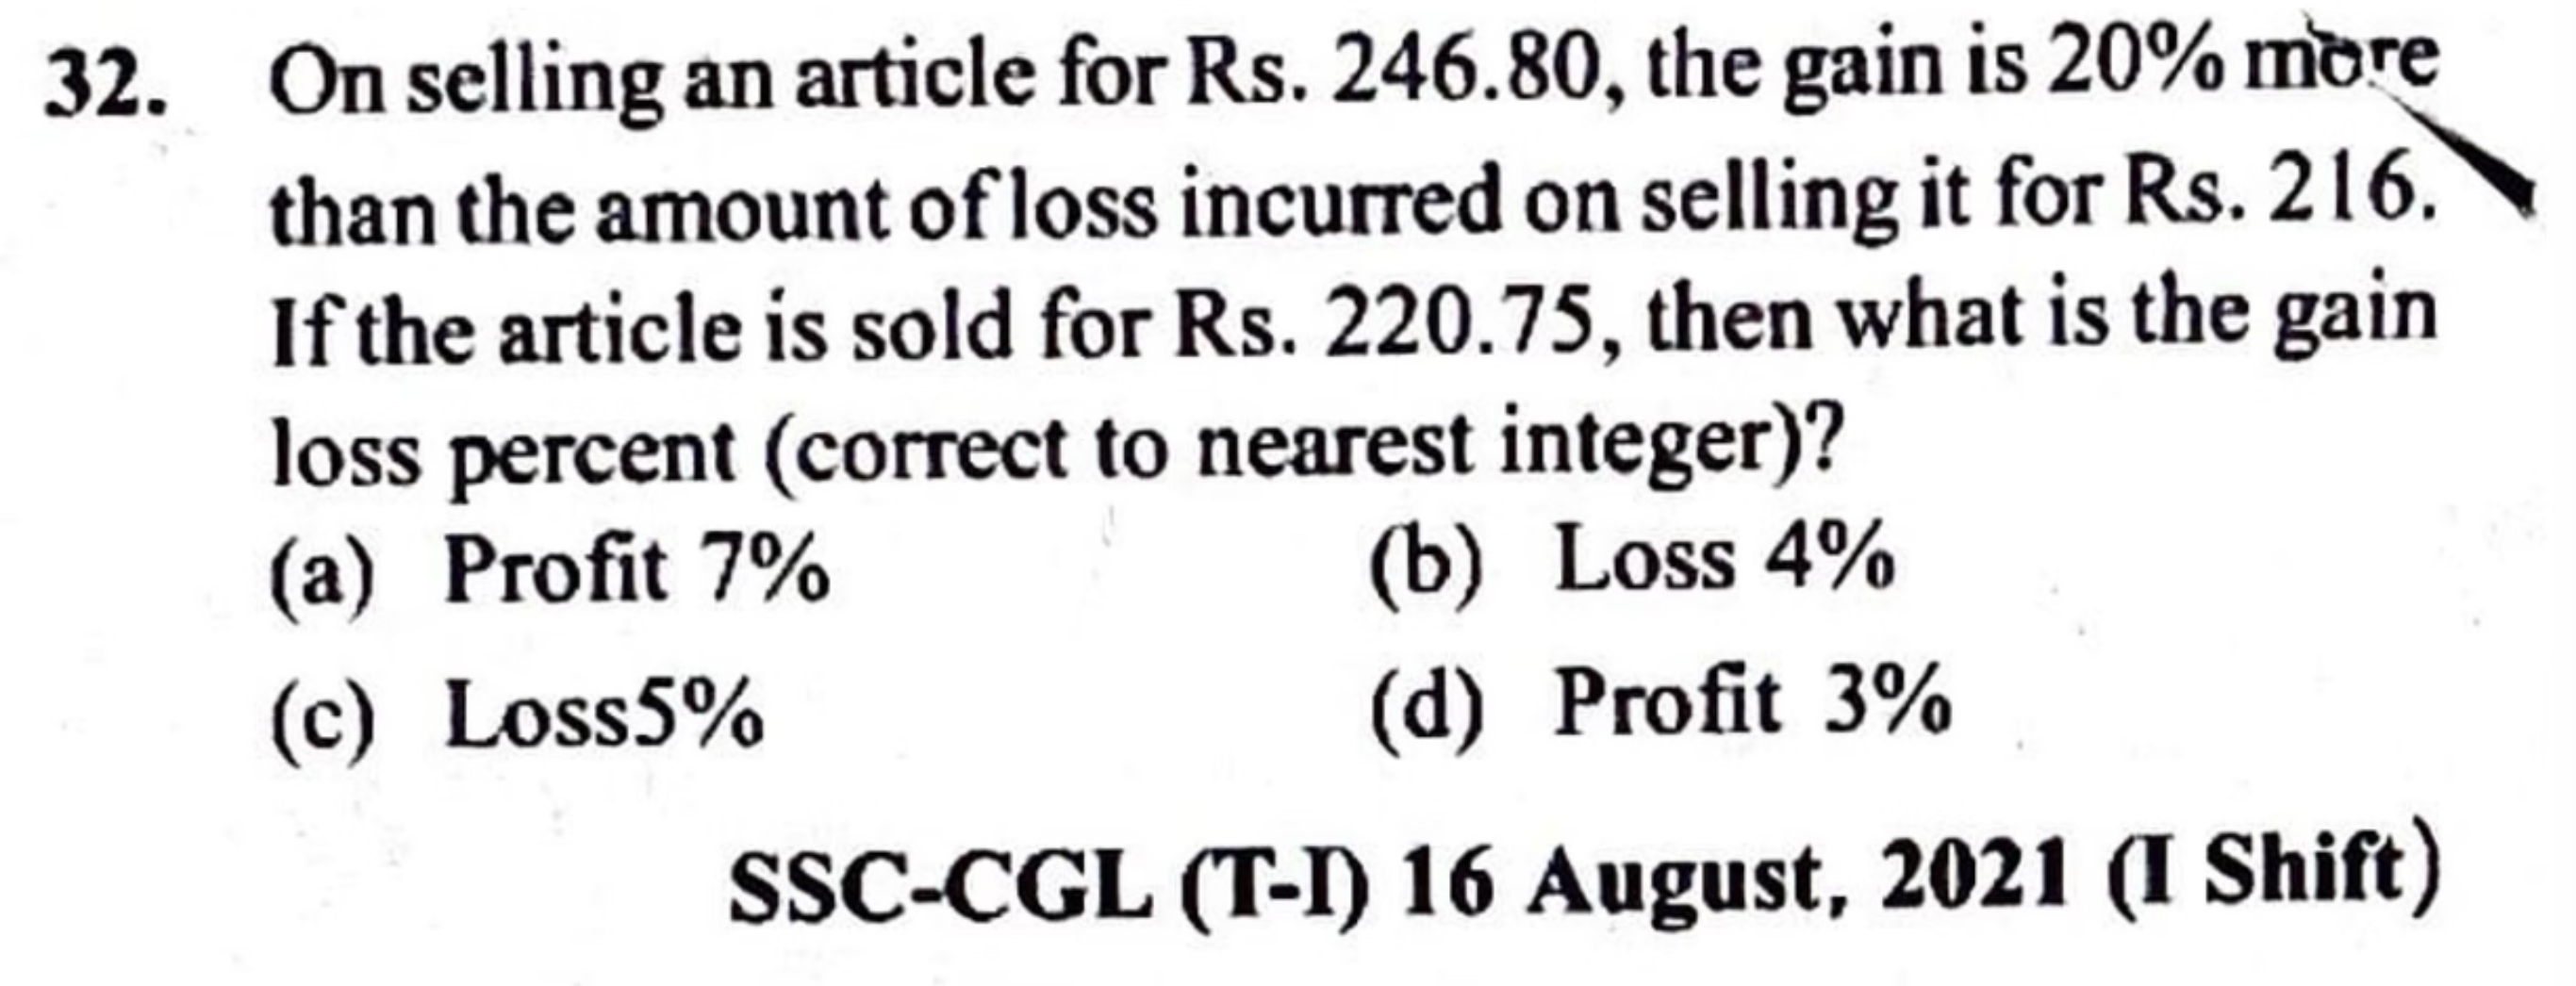 32. On selling an article for Rs. 246.80, the gain is 20% more
than the amount of loss incurred on selling it for Rs. 216.
If the article is sold for Rs. 220.75, then what is the gain
loss percent (correct to nearest integer)?
(a) Profit 7% (b) Loss 4%
(c) Loss5% (d) Profit 3%
SSC-CGL (T-I) 16 August, 2021 (I Shift)